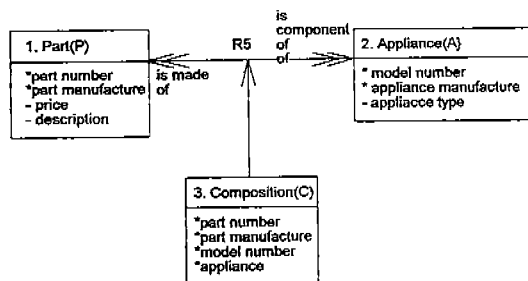 1. Part(P)
*part number
*part manufacture
- price
- description
is made
of
R5
is
component
of
of
2. Appliance(A}
* model number
* appliance manufacture
- appliacce type
3. Composition(C)
*part number
*part manufacture
*model number
*appliance